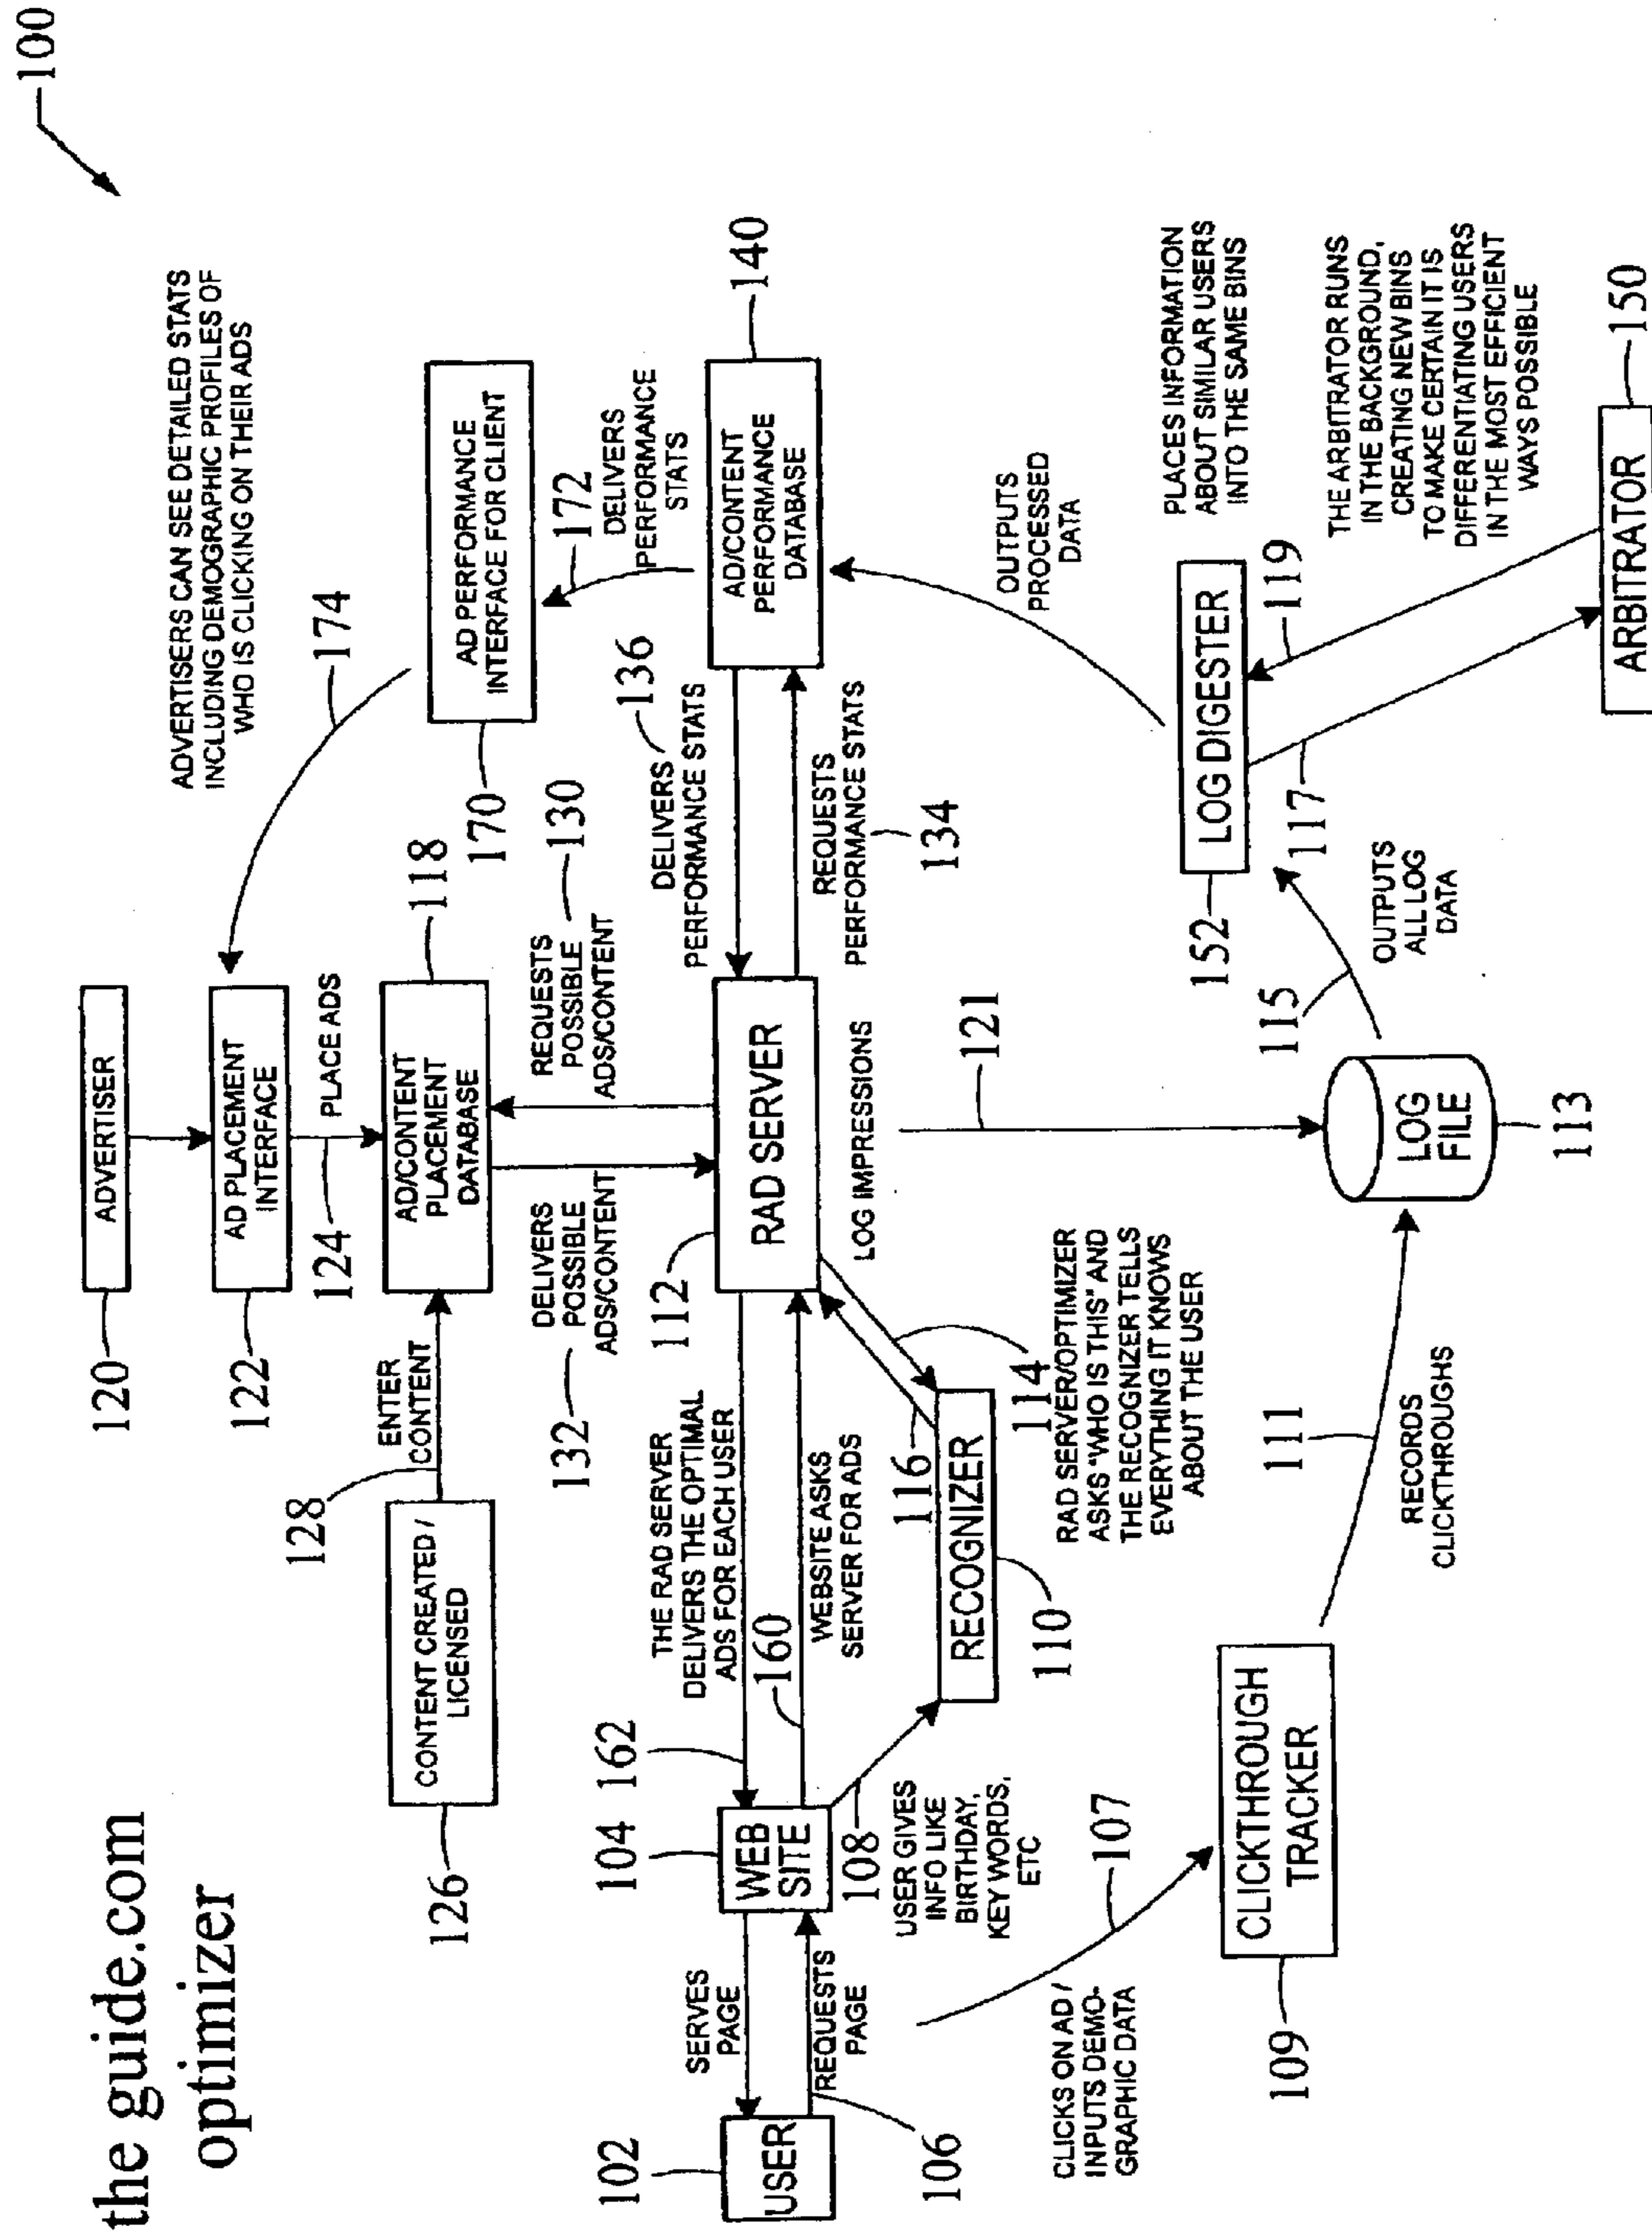 the guide.com
optimizer
100
ADVERTISERS CAN SEE DETAILED STATS
INCLUDING DEMOGRAPHIC PROFILES OF
WHO IS CLICKING ON THEIR ADS
174
120
ADVERTISER
122
AD PLACEMENT
INTERFACE
124
PLACE ADS
128
ENTER
CONTENT
126
CONTENT CREATED /
LICENSED
AD/CONTENT
PLACEMENT
DATABASE
118
170
AD PERFORMANCE
INTERFACE FOR CLIENT
172
DELIVERS
PERFORMANCE
STATS
132
DELIVERS
POSSIBLE
ADS/CONTENT
REQUESTS
POSSIBLE
ADS/CONTENT
130
DELIVERS
PERFORMANCE STATS
136
102
USER
SERVES
PAGE
REQUESTS
PAGE
106
104
WEB
SITE
162
THE RAD SERVER
DELIVERS THE OPTIMAL
ADS FOR EACH USER
160
WEBSITE ASKS
SERVER FOR ADS
112
RAD SERVER
REQUESTS
PERFORMANCE STATS
134
AD/CONTENT
PERFORMANCE
DATABASE
140
108
USER GIVES
INFO LIKE
BIRTHDAY,
KEY WORDS,
ETC
RECOGNIZER
110
116
114
RAD SERVER/OPTIMIZER
ASKS "WHO IS THIS" AND
THE RECOGNIZER TELLS
EVERYTHING IT KNOWS
ABOUT THE USER
LOG IMPRESSIONS
121
OUTPUTS
PROCESSED
DATA
CLICKS ON AD /
INPUTS DEMO-
GRAPHIC DATA
107
109
CLICKTHROUGH
TRACKER
111
RECORDS
CLICKTHROUGHS
LOG
FILE
113
115
OUTPUTS
ALL LOG
DATA
152
LOG DIGESTER
PLACES INFORMATION
ABOUT SIMILAR USERS
INTO THE SAME BINS
117
119
THE ARBITRATOR RUNS
IN THE BACKGROUND,
CREATING NEW BINS
TO MAKE CERTAIN IT IS
DIFFERENTIATING USERS
IN THE MOST EFFICIENT
WAYS POSSIBLE
ARBITRATOR
150